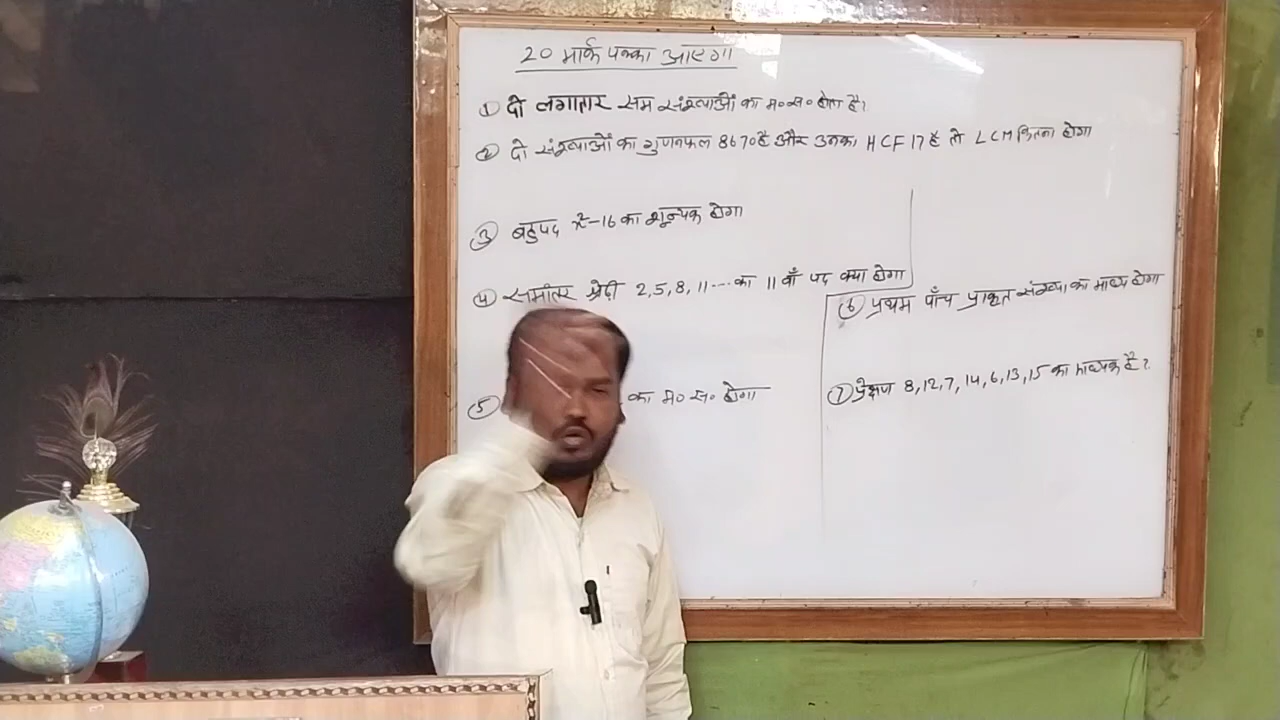 20 मार्क पक्का आएगा
① दो लगातार सम संख्याओं का म०स० होता है?
② दो संख्याओं का गुणनफल 8670 है और उनका HCF 17 है तो LCM कितना होगा
③ बहुपद x²-16 का शून्यक होगा
④ समांतर श्रेढ़ी 2, 5, 8, 11 ---- का 11 वाँ पद क्या होगा
⑤ का म० स० होगा
⑥ प्रथम पाँच प्राकृत संख्या का माध्य होगा
⑦ प्रेक्षण 8, 12, 7, 14, 6, 13, 15 का माध्यक है?